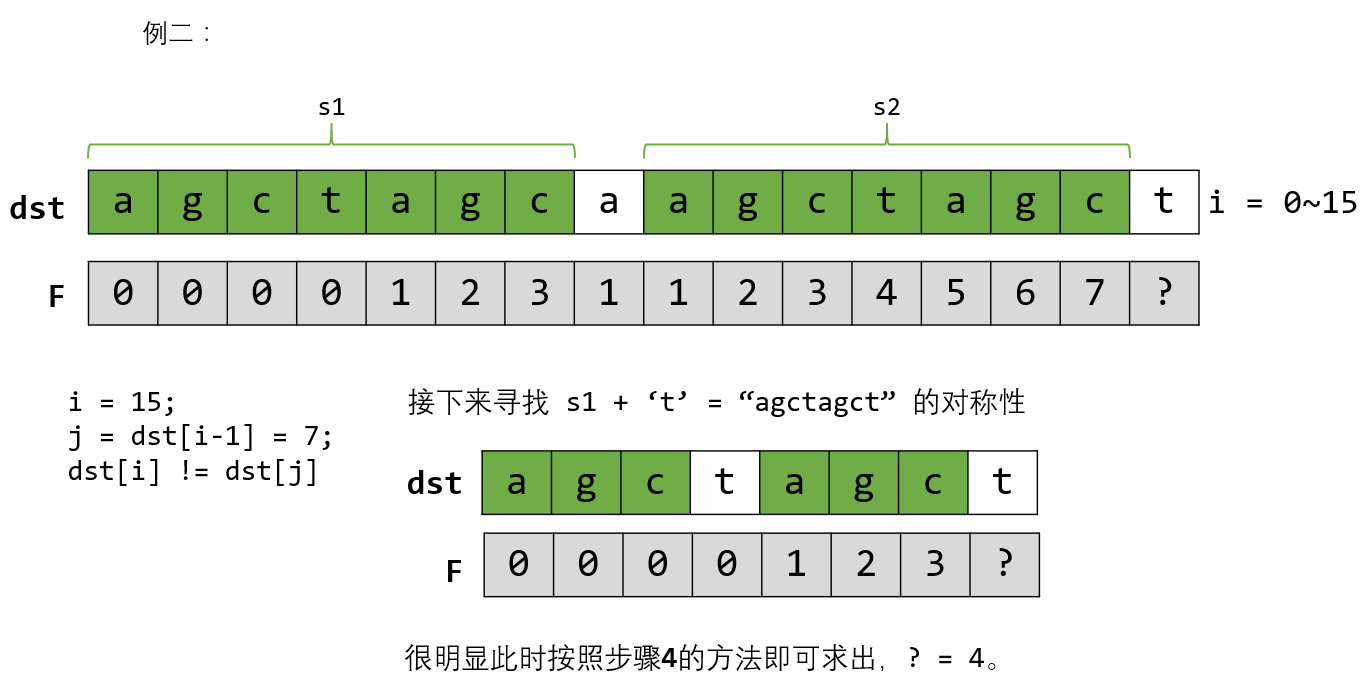 例二：
s1 s2
dst a g c t a g c a a g c t a g c t i = 0~15
F 0 0 0 0 1 2 3 1 1 2 3 4 5 6 7 ?
i = 15;
j = dst[i-1] = 7;
dst[i] != dst[j]
接下来寻找 s1 + ‘t’ = “agctagct” 的对称性
dst a g c t a g c t
F 0 0 0 0 1 2 3 ?
很明显此时按照步骤4的方法即可求出，? = 4。